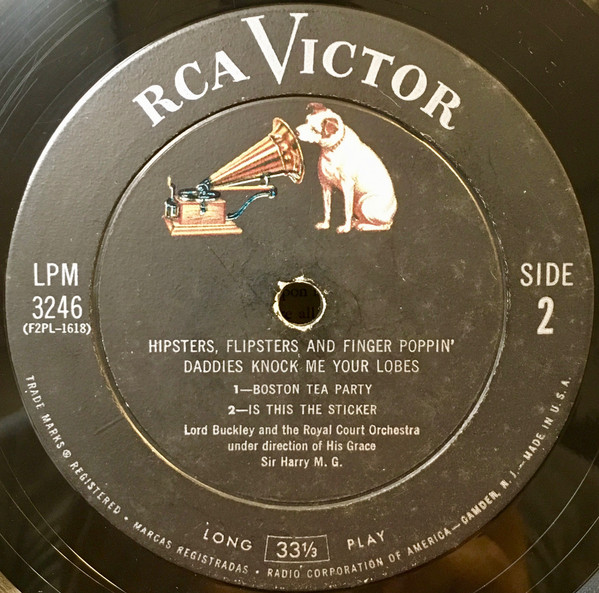 RCA VICTOR
LPM
3246
(F2PL-1618)
SIDE
2
HIPSTERS, FLIPSTERS AND FINGER POPPIN'
DADDIES KNOCK ME YOUR LOBES
1—BOSTON TEA PARTY
2—IS THIS THE STICKER
Lord Buckley and the Royal Court Orchestra
under direction of His Grace
Sir Harry M. G.
LONG 33⅓ PLAY
TRADE MARKS ® REGISTERED • MARCAS REGISTRADAS • RADIO CORPORATION OF AMERICA—CAMDEN, N. J.—MADE IN U.S.A.